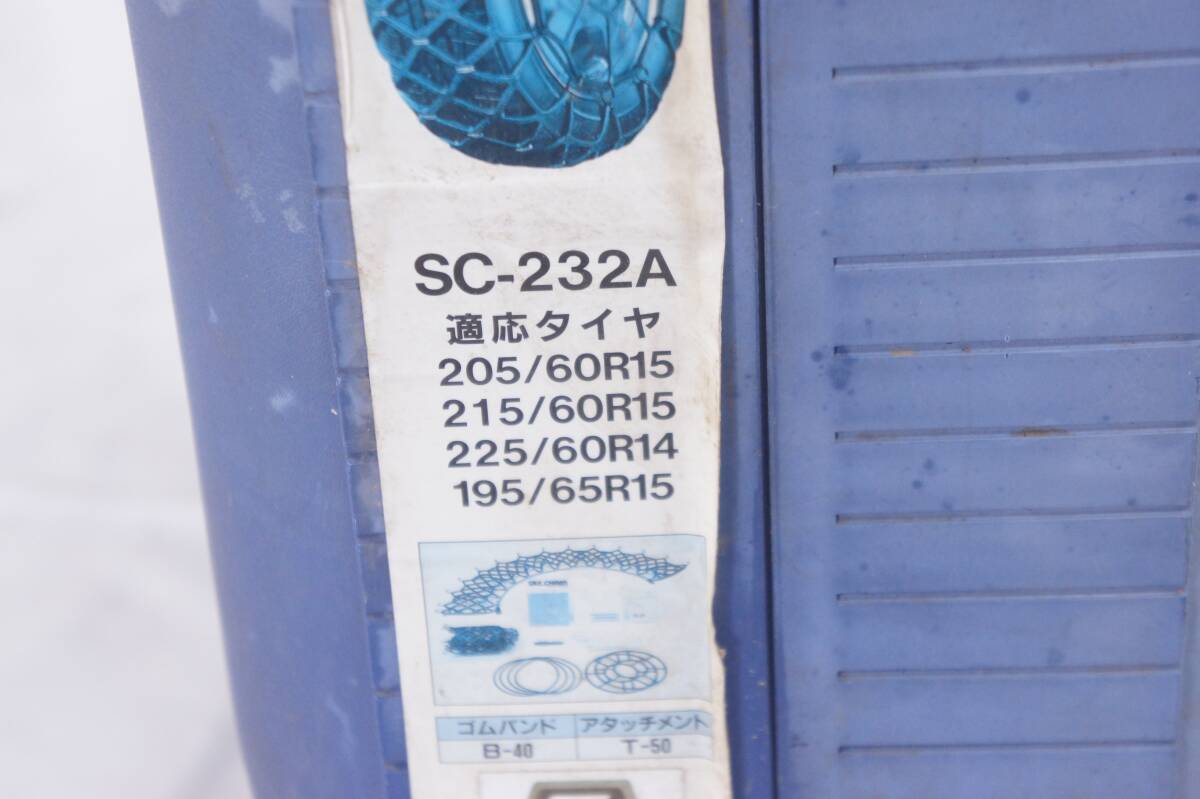 SC-232A
適応タイヤ
205/60R15
215/60R15
225/60R14
195/65R15
ゴムバンド アタッチメント
B-40 T-50